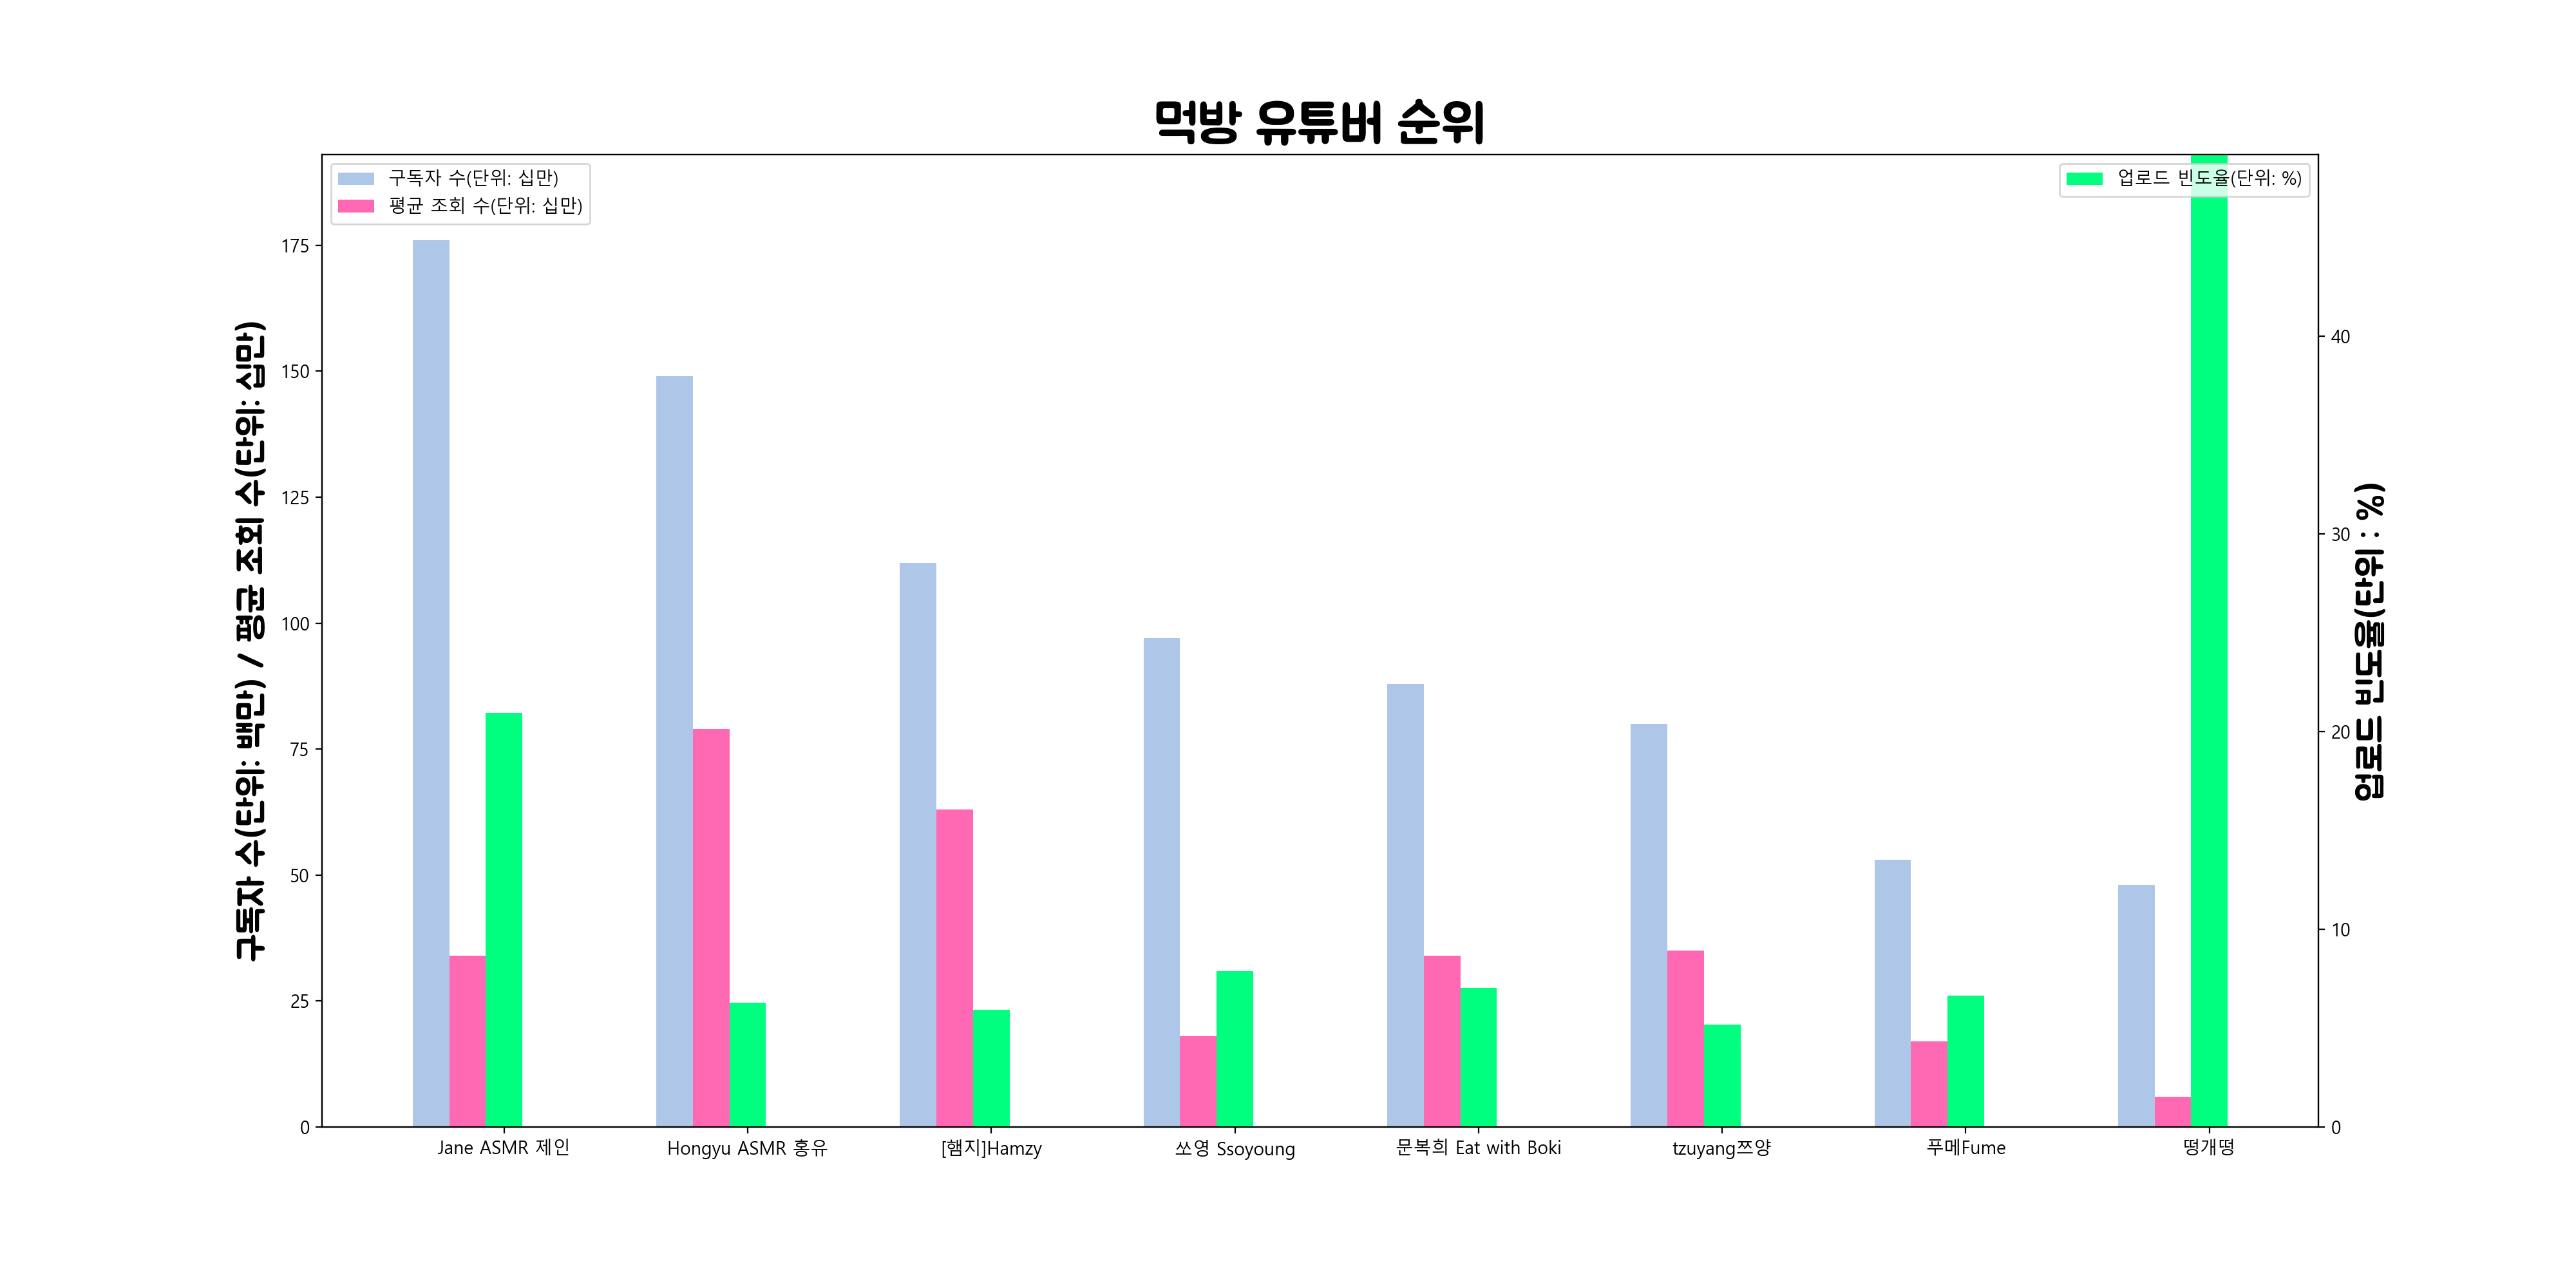 먹방 유튜버 순위
구독자 수(단위: 십만)
평균 조회 수(단위: 십만)
업로드 빈도율(단위: %)
구독자 수(단위: 백만) / 평균 조회 수(단위: 십만)
175
150
125
100
75
50
25
0
40
30
20
10
0
업로드 빈도율(단위 : %)
Jane ASMR 제인
Hongyu ASMR 홍유
[햄지]Hamzy
쏘영 Ssoyoung
문복희 Eat with Boki
tzuyang쯔양
푸메Fume
떵개떵